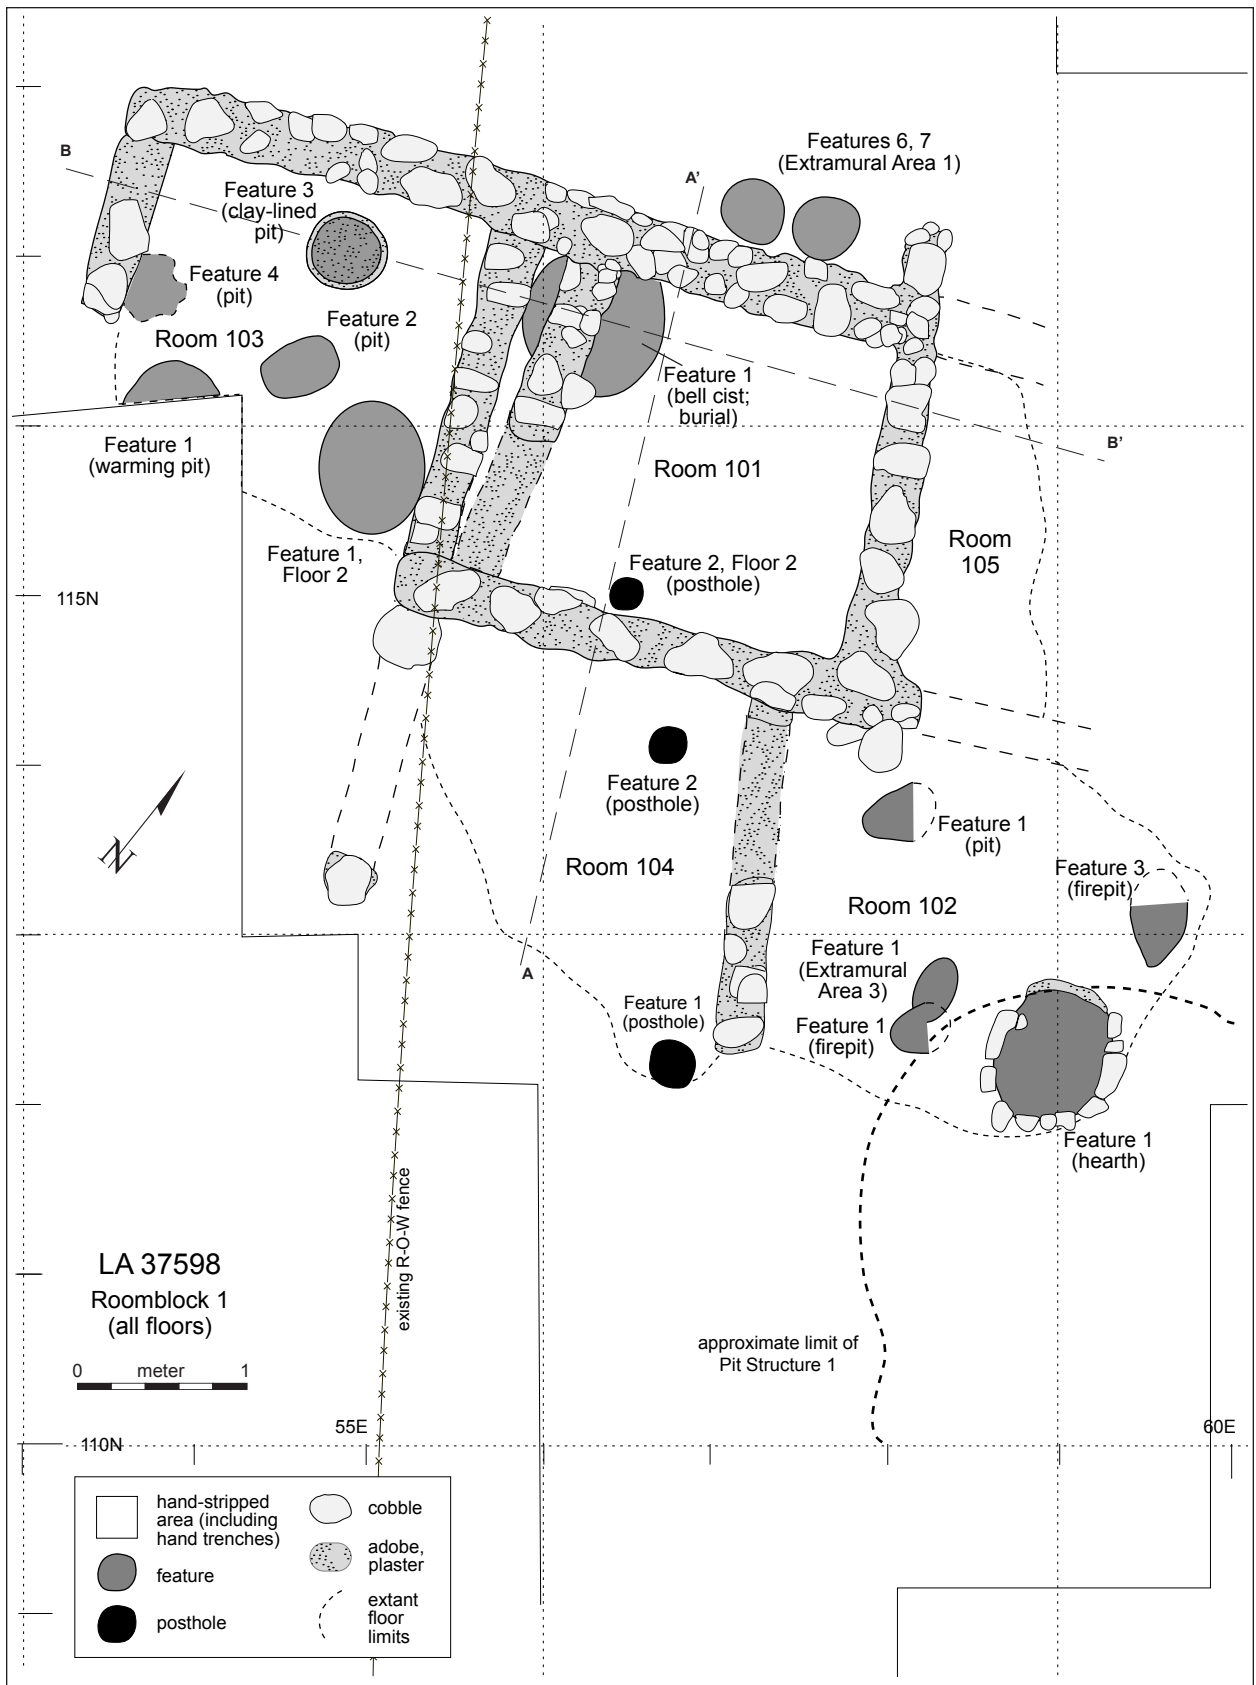 Features 6, 7
(Extramural Area 1)
B
A'
Feature 3
(clay-lined
pit)
Feature 4
(pit)
Feature 2
(pit)
Room 103
Feature 1
(bell cist;
burial)
Feature 1
(warming pit)
B'
Room 101
Room
105
Feature 1,
Floor 2
Feature 2, Floor 2
(posthole)
115N
Feature 2
(posthole)
Feature 1
(pit)
N
Room 104
Feature 3
(firepit)
Room 102
Feature 1
(Extramural
Area 3)
A
Feature 1
(posthole)
Feature 1
(firepit)
Feature 1
(hearth)
existing R-O-W fence
LA 37598
Roomblock 1
(all floors)
0 meter 1
approximate limit of
Pit Structure 1
55E
60E
110N
hand-stripped
area (including
hand trenches)
feature
posthole
cobble
adobe,
plaster
extant
floor
limits